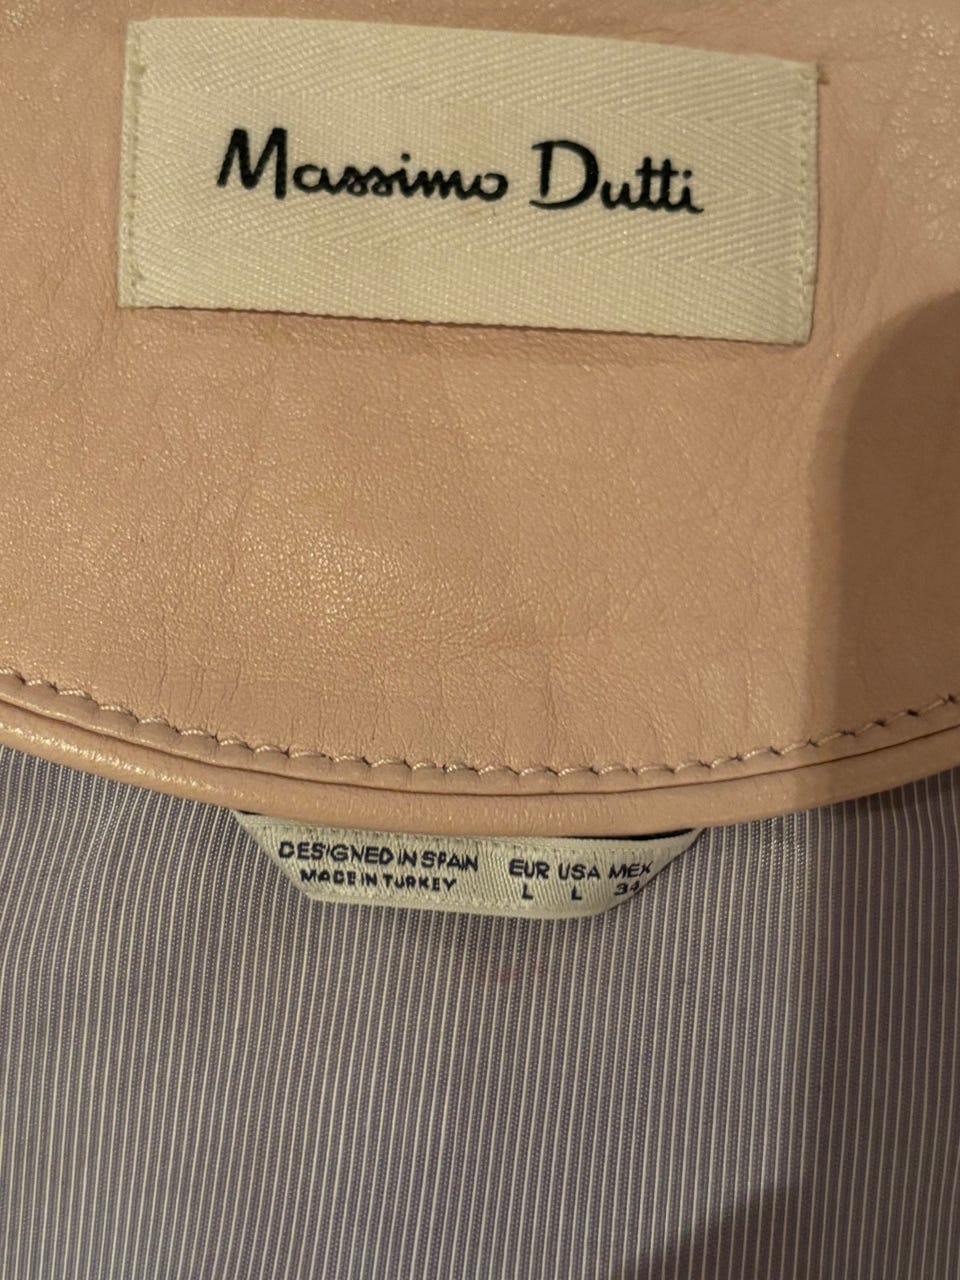 Massimo Dutti
DESIGNED IN SPAIN
MADE IN TURKEY
EUR USA MEX
L L 34